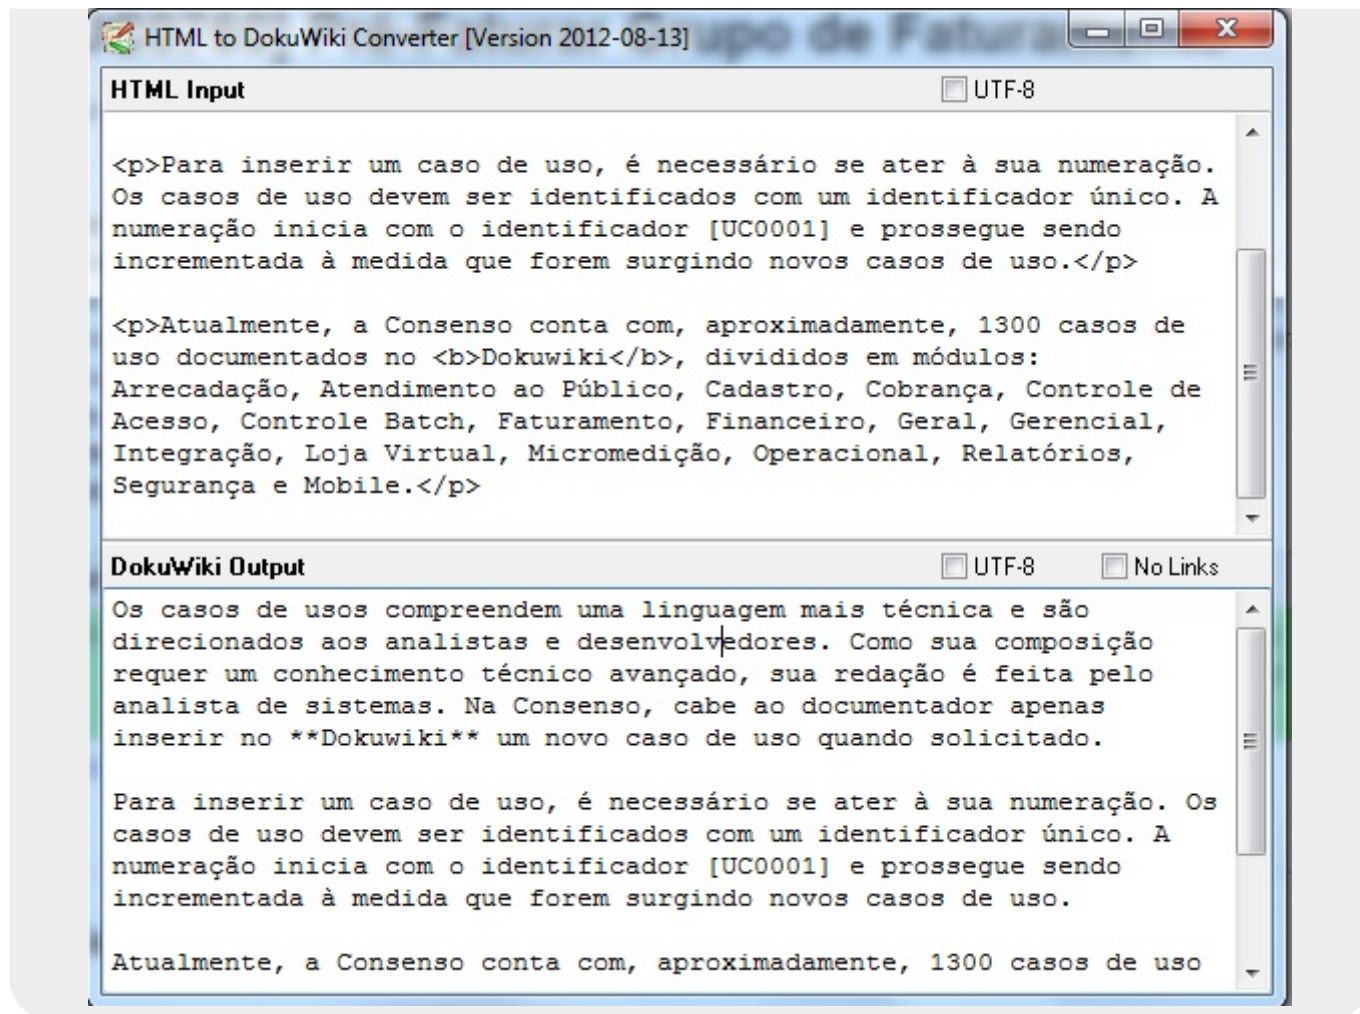 HTML to DokuWiki Converter [Version 2012-08-13]
HTML Input
UTF-8
<p>Para inserir um caso de uso, é necessário se ater à sua numeração.
Os casos de uso devem ser identificados com um identificador único. A
numeração inicia com o identificador [UC0001] e prossegue sendo
incrementada à medida que forem surgindo novos casos de uso.</p>
<p>Atualmente, a Consenso conta com, aproximadamente, 1300 casos de
uso documentados no <b>Dokuwiki</b>, divididos em módulos:
Arrecadação, Atendimento ao Público, Cadastro, Cobrança, Controle de
Acesso, Controle Batch, Faturamento, Financeiro, Geral, Gerencial,
Integração, Loja Virtual, Micromedição, Operacional, Relatórios,
Segurança e Mobile.</p>
DokuWiki Output
UTF-8
No Links
Os casos de usos compreendem uma linguagem mais técnica e são
direcionados aos analistas e desenvolvedores. Como sua composição
requer um conhecimento técnico avançado, sua redação é feita pelo
analista de sistemas. Na Consenso, cabe ao documentador apenas
inserir no **Dokuwiki** um novo caso de uso quando solicitado.
Para inserir um caso de uso, é necessário se ater à sua numeração. Os
casos de uso devem ser identificados com um identificador único. A
numeração inicia com o identificador [UC0001] e prossegue sendo
incrementada à medida que forem surgindo novos casos de uso.
Atualmente, a Consenso conta com, aproximadamente, 1300 casos de uso